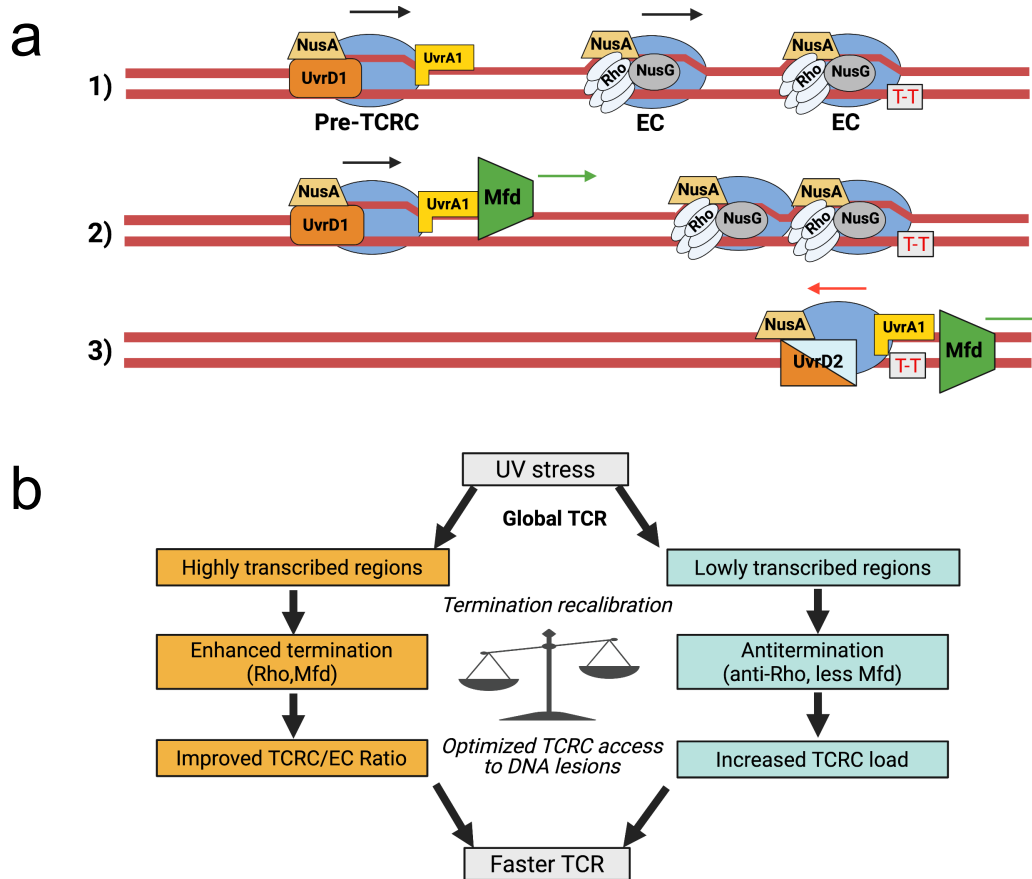 a
1)
NusA
UvrD1
UvrA1
Pre-TCRC
NusA
Rho
NusG
EC
NusA
Rho
NusG
T-T
EC
2)
NusA
UvrD1
UvrA1
Mfd
NusA
Rho
NusG
NusA
Rho
NusG
T-T
3)
NusA
UvrD2
UvrA1
T-T
Mfd
b
UV stress
Global TCR
Highly transcribed regions
Lowly transcribed regions
Termination recalibration
Enhanced termination
(Rho,Mfd)
Antitermination
(anti-Rho, less Mfd)
Improved TCRC/EC Ratio
Optimized TCRC access
to DNA lesions
Increased TCRC load
Faster TCR